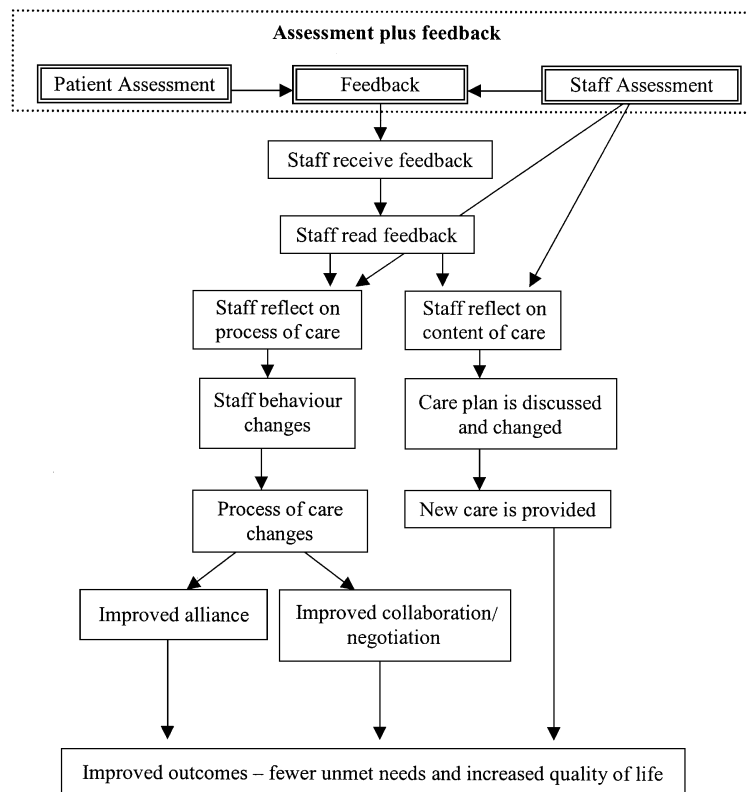 Assessment plus feedback
Patient Assessment
Feedback
Staff Assessment
Staff receive feedback
Staff read feedback
Staff reflect on
process of care
Staff reflect on
content of care
Staff behaviour
changes
Care plan is discussed
and changed
Process of care
changes
New care is provided
Improved alliance
Improved collaboration/
negotiation
Improved outcomes – fewer unmet needs and increased quality of life